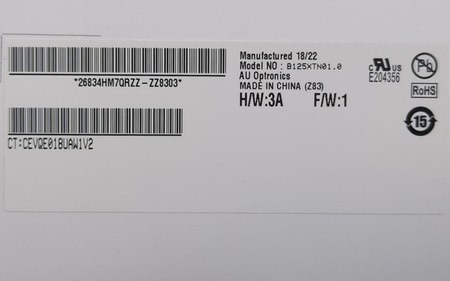 Manufactured 18/22
Model NO : B125XTN01.0
AU Optronics
MADE IN CHINA (Z83)
H/W:3A F/W:1
*26834HM7QRZZ-ZZ8303*
CT:CEVQE018UAW1V2
c RU US
E204356
Pb
RoHS
15